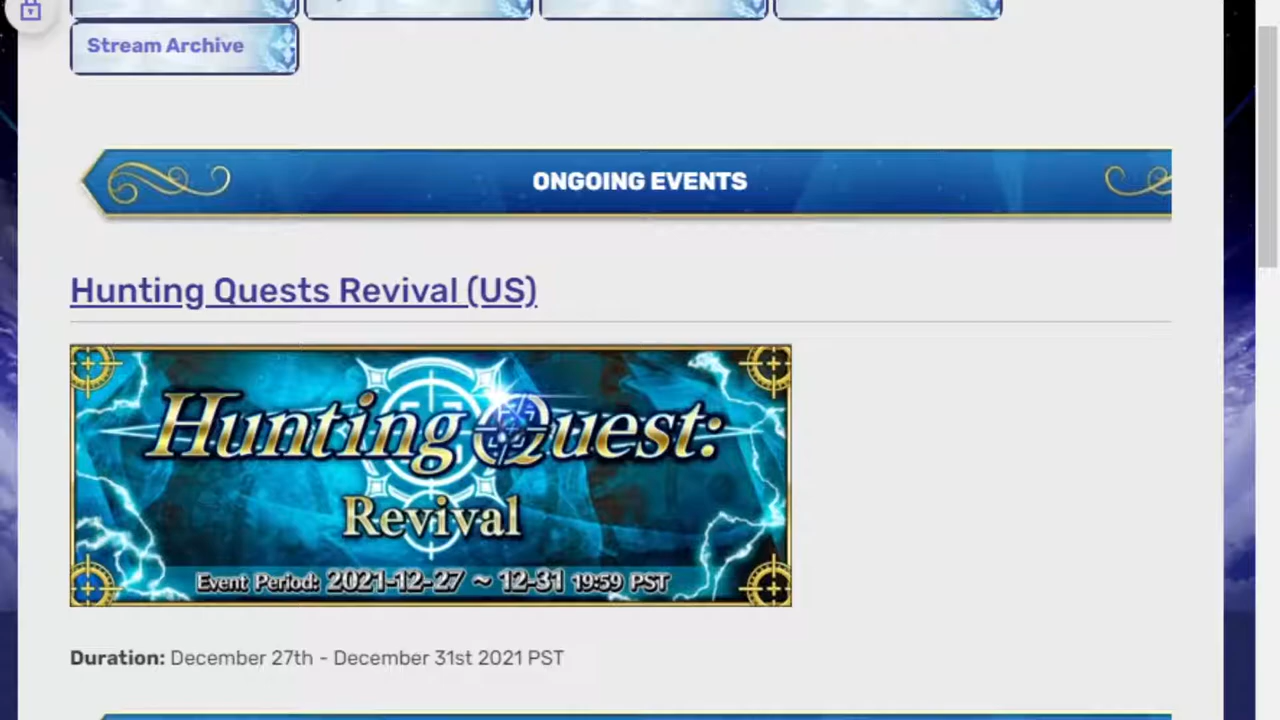 Stream Archive
ONGOING EVENTS
Hunting Quests Revival (US)
Hunting Quest:
Revival
Event Period: 2021-12-27 ~ 12-31 19:59 PST
Duration: December 27th - December 31st 2021 PST